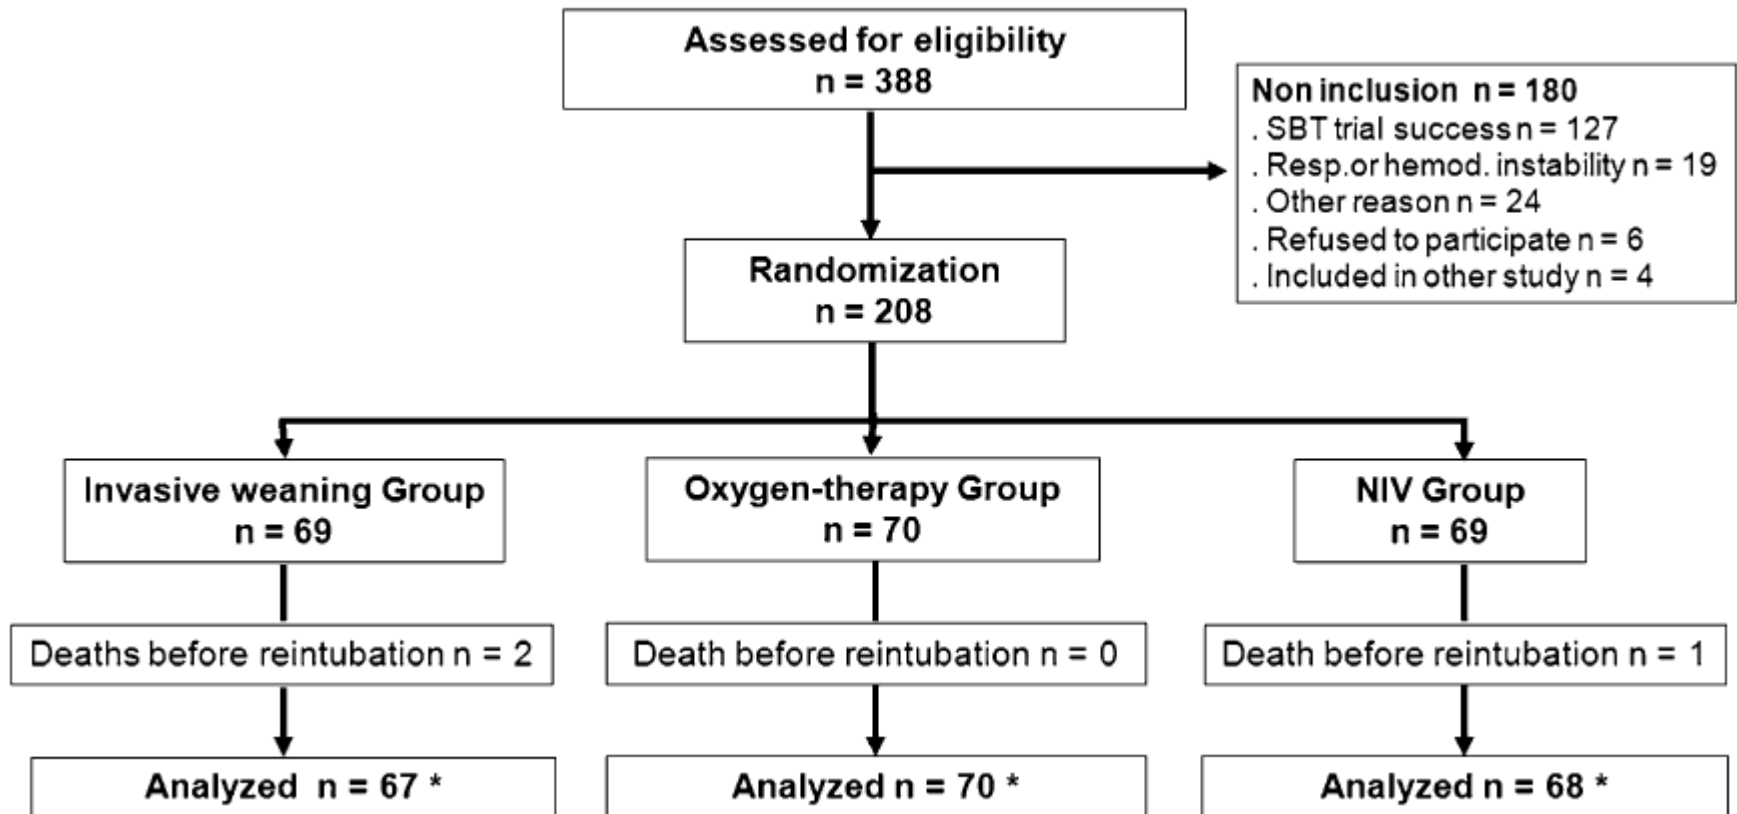 Assessed for eligibility
n = 388
Non inclusion n = 180
. SBT trial success n = 127
. Resp.or hemod. instability n = 19
. Other reason n = 24
. Refused to participate n = 6
. Included in other study n = 4
Randomization
n = 208
Invasive weaning Group
n = 69
Oxygen-therapy Group
n = 70
NIV Group
n = 69
Deaths before reintubation n = 2
Death before reintubation n = 0
Death before reintubation n = 1
Analyzed n = 67 *
Analyzed n = 70 *
Analyzed n = 68 *